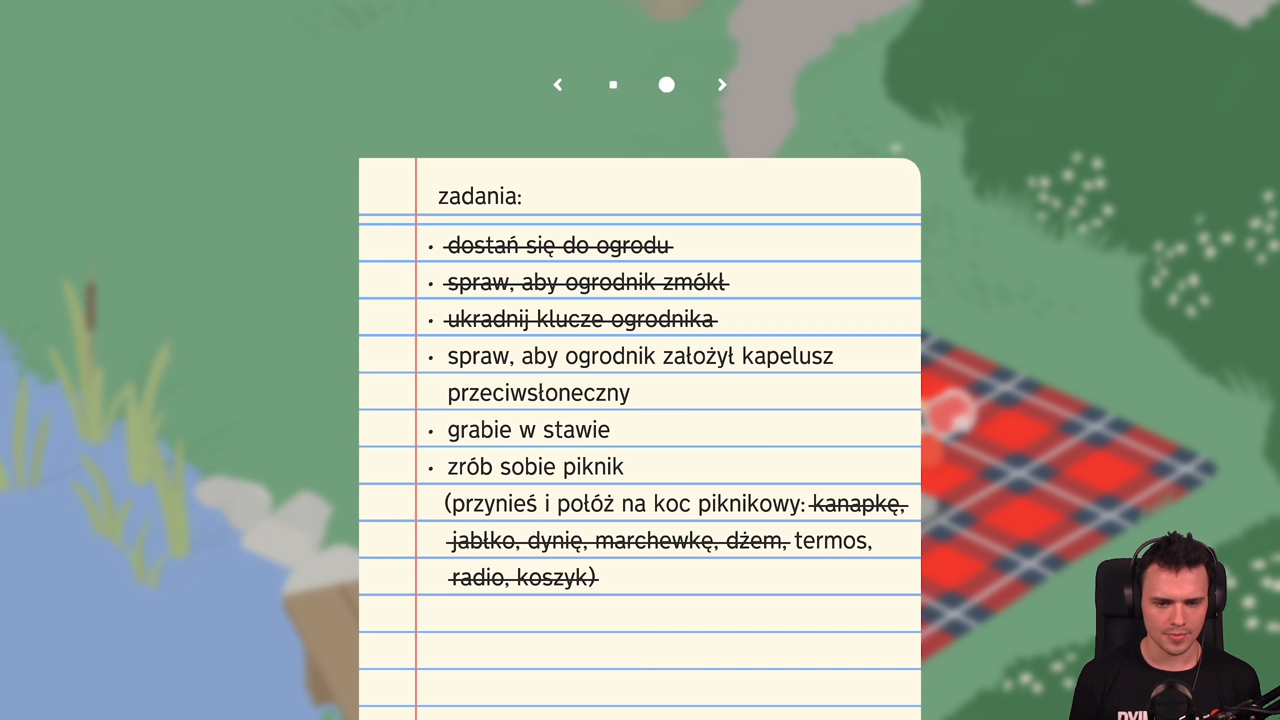 zadania:
· dostań się do ogrodu
· spraw, aby ogrodnik zmókł
· ukradnij klucze ogrodnika
· spraw, aby ogrodnik założył kapelusz
przeciwsłoneczny
· grabie w stawie
· zrób sobie piknik
(przynieś i połóż na koc piknikowy: kanapkę,
jabłko, dynię, marchewkę, dżem, termos,
radio, koszyk)